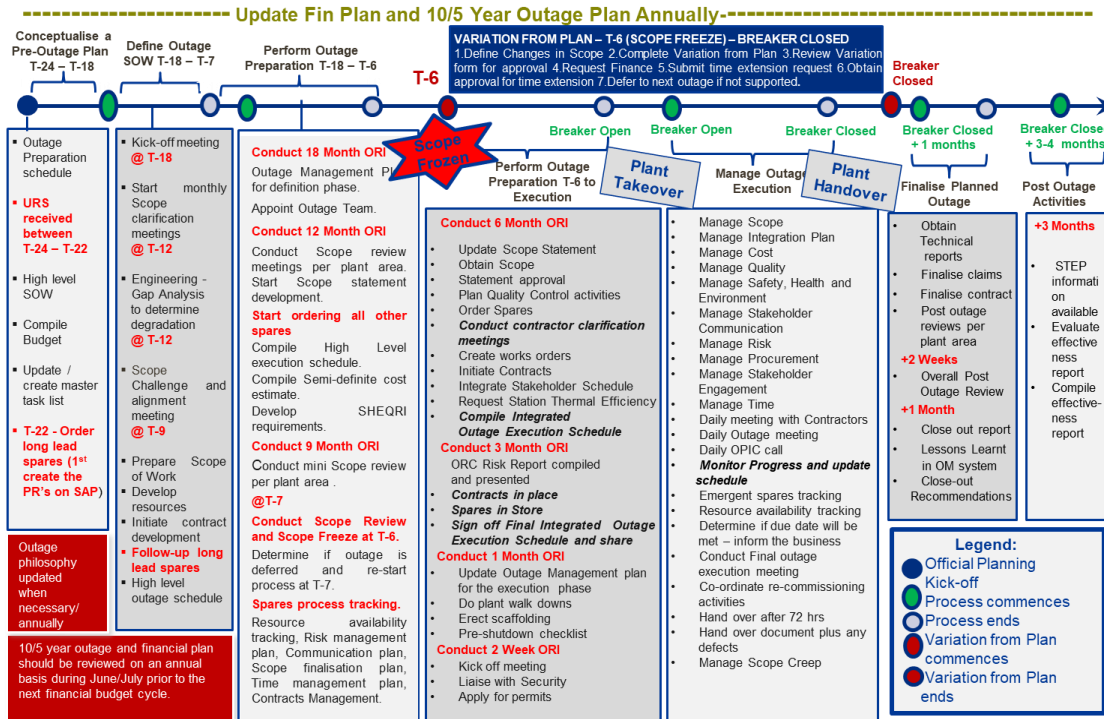 Update Fin Plan and 10/5 Year Outage Plan Annually-
Conceptualise a
Pre-Outage Plan
T-24 – T-18
Define Outage
SOW T-18 – T-7
Perform Outage
Preparation T-18 – T-6
T-6
VARIATION FROM PLAN – T-6 (SCOPE FREEZE) – BREAKER CLOSED
1.Define Changes in Scope 2.Complete Variation from Plan 3.Review Variation
form for approval 4.Request Finance 5.Submit time extension request 6.Obtain
approval for time extension 7.Defer to next outage if not supported.
Breaker
Closed
Scope
Frozen
Breaker Open
Perform Outage
Preparation T-6 to
Execution
Plant
Takeover
Breaker Open
Breaker Closed
Manage Outage
Execution
Plant
Handover
Breaker Closed
+ 1 months
Finalise Planned
Outage
Breaker Close
+ 3-4 months
Post Outage
Activities
Outage
Preparation
schedule
URS
received
between
T-24 – T-22
High level
SOW
Compile
Budget
Update /
create master
task list
T-22 - Order
long lead
spares (1st
create the
PR's on SAP)
Outage
philosophy
updated
when
necessary/
annually
10/5 year outage and financial plan
should be reviewed on an annual
basis during June/July prior to the
next financial budget cycle.
Kick-off meeting
@ T-18
Start monthly
Scope
clarification
meetings
@ T-12
Engineering -
Gap Analysis
to determine
degradation
@ T-12
Scope
Challenge and
alignment
meeting
@ T-9
Prepare Scope
of Work
Develop
resources
Initiate contract
development
Follow-up long
lead spares
High level
outage schedule
Conduct 18 Month ORI
Outage Management Pl
for definition phase.
Appoint Outage Team.
Conduct 12 Month ORI
Conduct Scope review
meetings per plant area.
Start Scope statement
development.
Start ordering all other
spares
Compile High Level
execution schedule.
Compile Semi-definite cost
estimate.
Develop SHEQRI
requirements.
Conduct 9 Month ORI
Conduct mini Scope review
per plant area .
@T-7
Conduct Scope Review
and Scope Freeze at T-6.
Determine if outage is
deferred and re-start
process at T-7.
Spares process tracking.
Resource availability
tracking, Risk management
plan, Communication plan,
Scope finalisation plan,
Time management plan,
Contracts Management.
Conduct 6 Month ORI
• Update Scope Statement
• Obtain Scope
• Statement approval
• Plan Quality Control activities
• Order Spares
• Conduct contractor clarification
meetings
• Create works orders
• Initiate Contracts
• Integrate Stakeholder Schedule
• Request Station Thermal Efficiency
• Compile Integrated
Outage Execution Schedule
Conduct 3 Month ORI
ORC Risk Report compiled
and presented
• Contracts in place
• Spares in Store
• Sign off Final Integrated Outage
Execution Schedule and share
Conduct 1 Month ORI
• Update Outage Management plan
for the execution phase
• Do plant walk downs
• Erect scaffolding
• Pre-shutdown checklist
Conduct 2 Week ORI
• Kick off meeting
• Liaise with Security
• Apply for permits
• Manage Scope
• Manage Integration Plan
• Manage Cost
• Manage Quality
• Manage Safety, Health and
Environment
• Manage Stakeholder
Communication
• Manage Risk
• Manage Procurement
• Manage Stakeholder
Engagement
• Manage Time
• Daily meeting with Contractors
• Daily Outage meeting
• Daily OPIC call
• Monitor Progress and update
schedule
• Emergent spares tracking
• Resource availability tracking
• Determine if due date will be
met – inform the business
• Conduct Final outage
execution meeting
• Co-ordinate re-commissioning
activities
• Hand over after 72 hrs
• Hand over document plus any
defects
• Manage Scope Creep
• Obtain
Technical
reports
• Finalise claims
• Finalise contract
• Post outage
reviews per
plant area
+2 Weeks
• Overall Post
Outage Review
+1 Month
• Close out report
• Lessons Learnt
in OM system
• Close-out
Recommendations
+3 Months
• STEP
informati
on
available
• Evaluate
effective
ness
report
• Compile
effective-
ness
report
Legend:
Official Planning
Kick-off
Process commences
Process ends
Variation from Plan
commences
Variation from Plan
ends